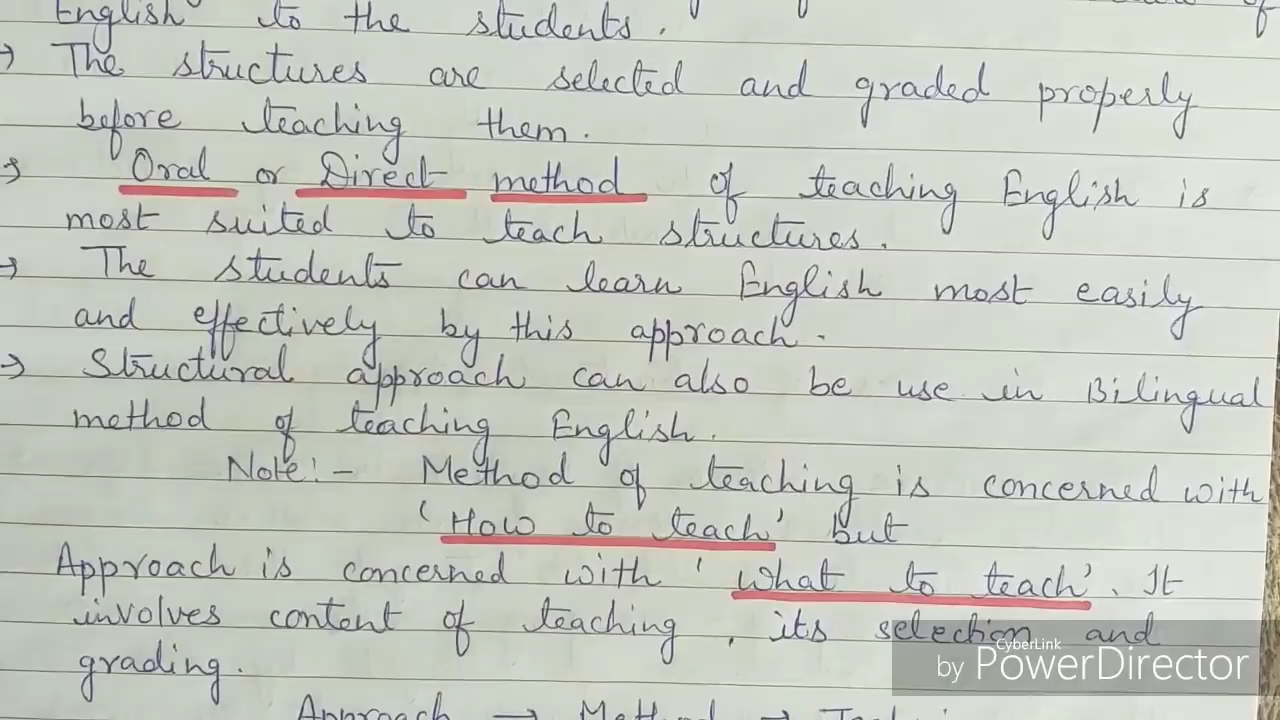 English to the students.
→ The structures are selected and graded properly
before teaching them.
→ Oral or Direct method of teaching English is
most suited to teach structures.
→ The students can learn English most easily
and effectively by this approach.
→ Structural approach can also be use in Bilingual
method of teaching English.
Note:- Method of teaching is concerned with
'How to teach' but
Approach is concerned with 'what to teach'. It
involves content of teaching, its selection and
grading.
CyberLink
by PowerDirector
Approach → Method →